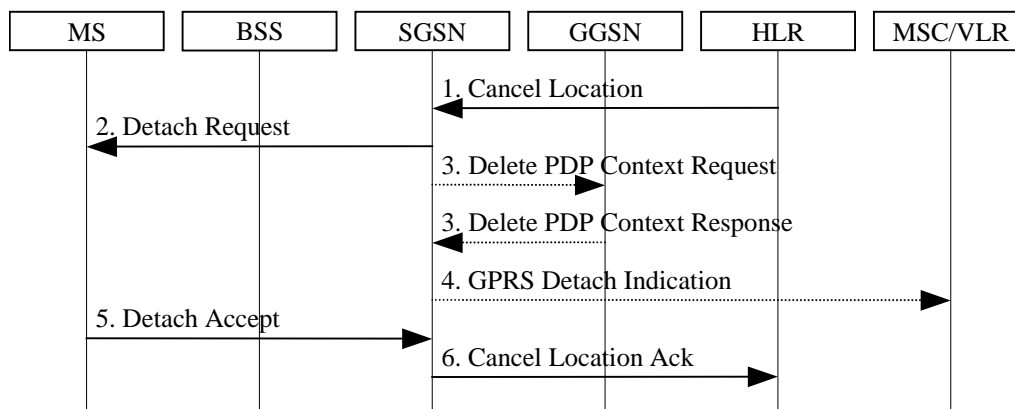 MS BSS SGSN GGSN HLR MSC/VLR
1. Cancel Location
2. Detach Request
3. Delete PDP Context Request
3. Delete PDP Context Response
4. GPRS Detach Indication
5. Detach Accept
6. Cancel Location Ack